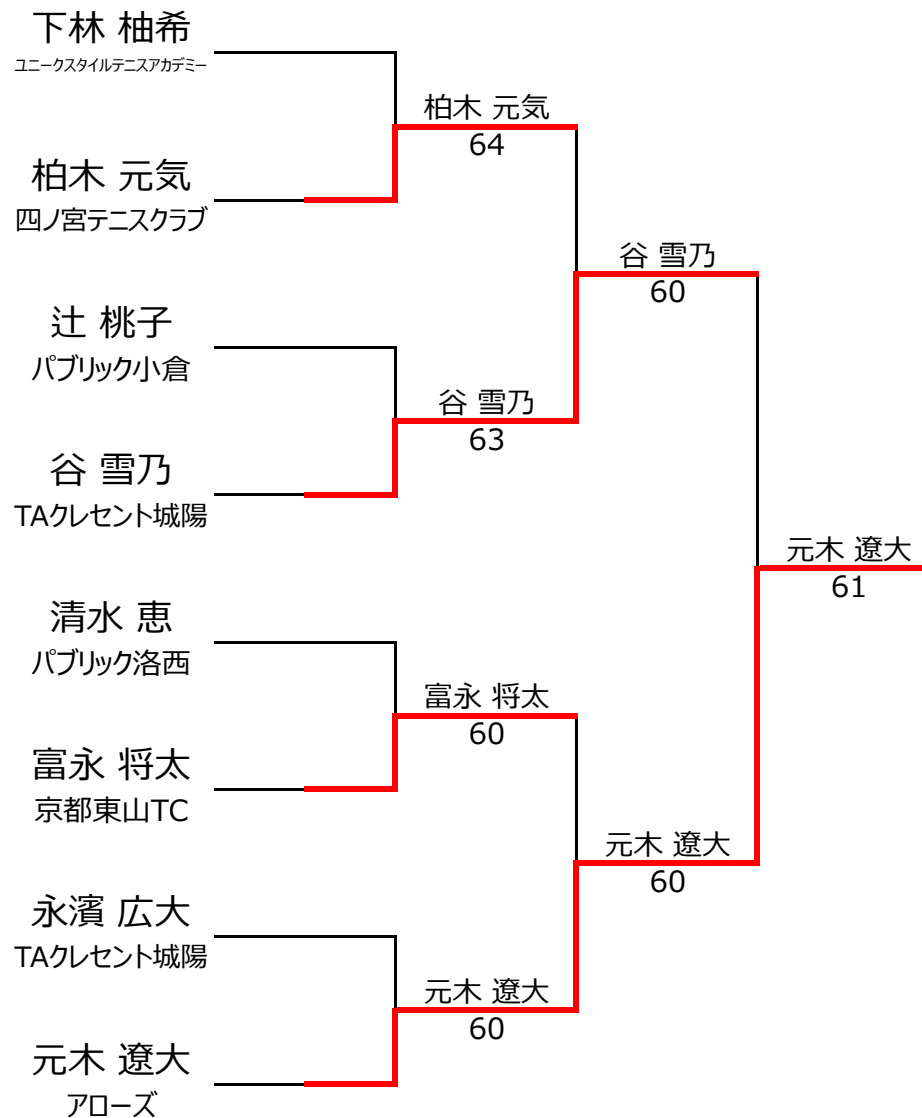 下林 柚希
ユニークスタイルテニスアカデミー
柏木 元気
64
柏木 元気
四ノ宮テニスクラブ
谷 雪乃
60
辻 桃子
パブリック小倉
谷 雪乃
63
谷 雪乃
TAクレセント城陽
元木 遼大
61
清水 恵
パブリック洛西
富永 将太
60
富永 将太
京都東山TC
元木 遼大
60
永濱 広大
TAクレセント城陽
元木 遼大
60
元木 遼大
アローズ